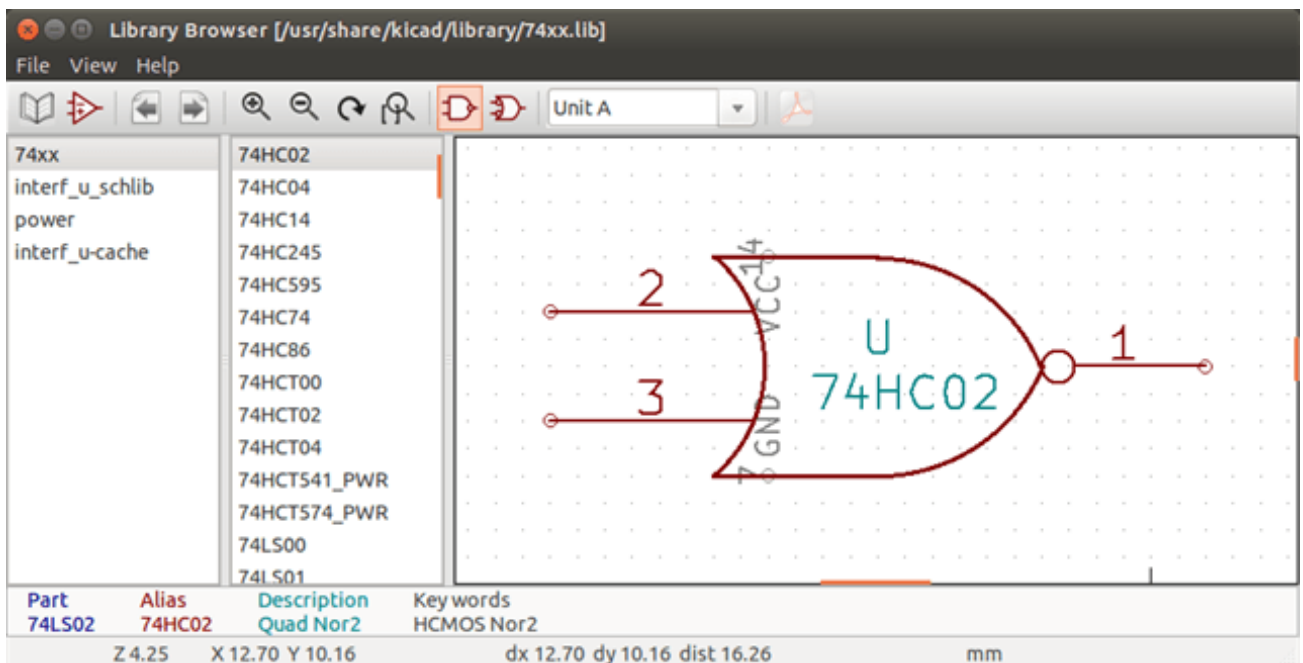 Library Browser [/usr/share/kicad/library/74xx.lib]
File View Help
Unit A
74xx
interf_u_schlib
power
interf_u-cache
74HC02
74HC04
74HC14
74HC245
74HC595
74HC74
74HC86
74HCT00
74HCT02
74HCT04
74HCT541_PWR
74HCT574_PWR
74LS00
74LS01
14
VCC
2
3
U
74HC02
1
GND
7
Part Alias Description Key words
74LS02 74HC02 Quad Nor2 HCMOS Nor2
Z 4.25 X 12.70 Y 10.16 dx 12.70 dy 10.16 dist 16.26 mm